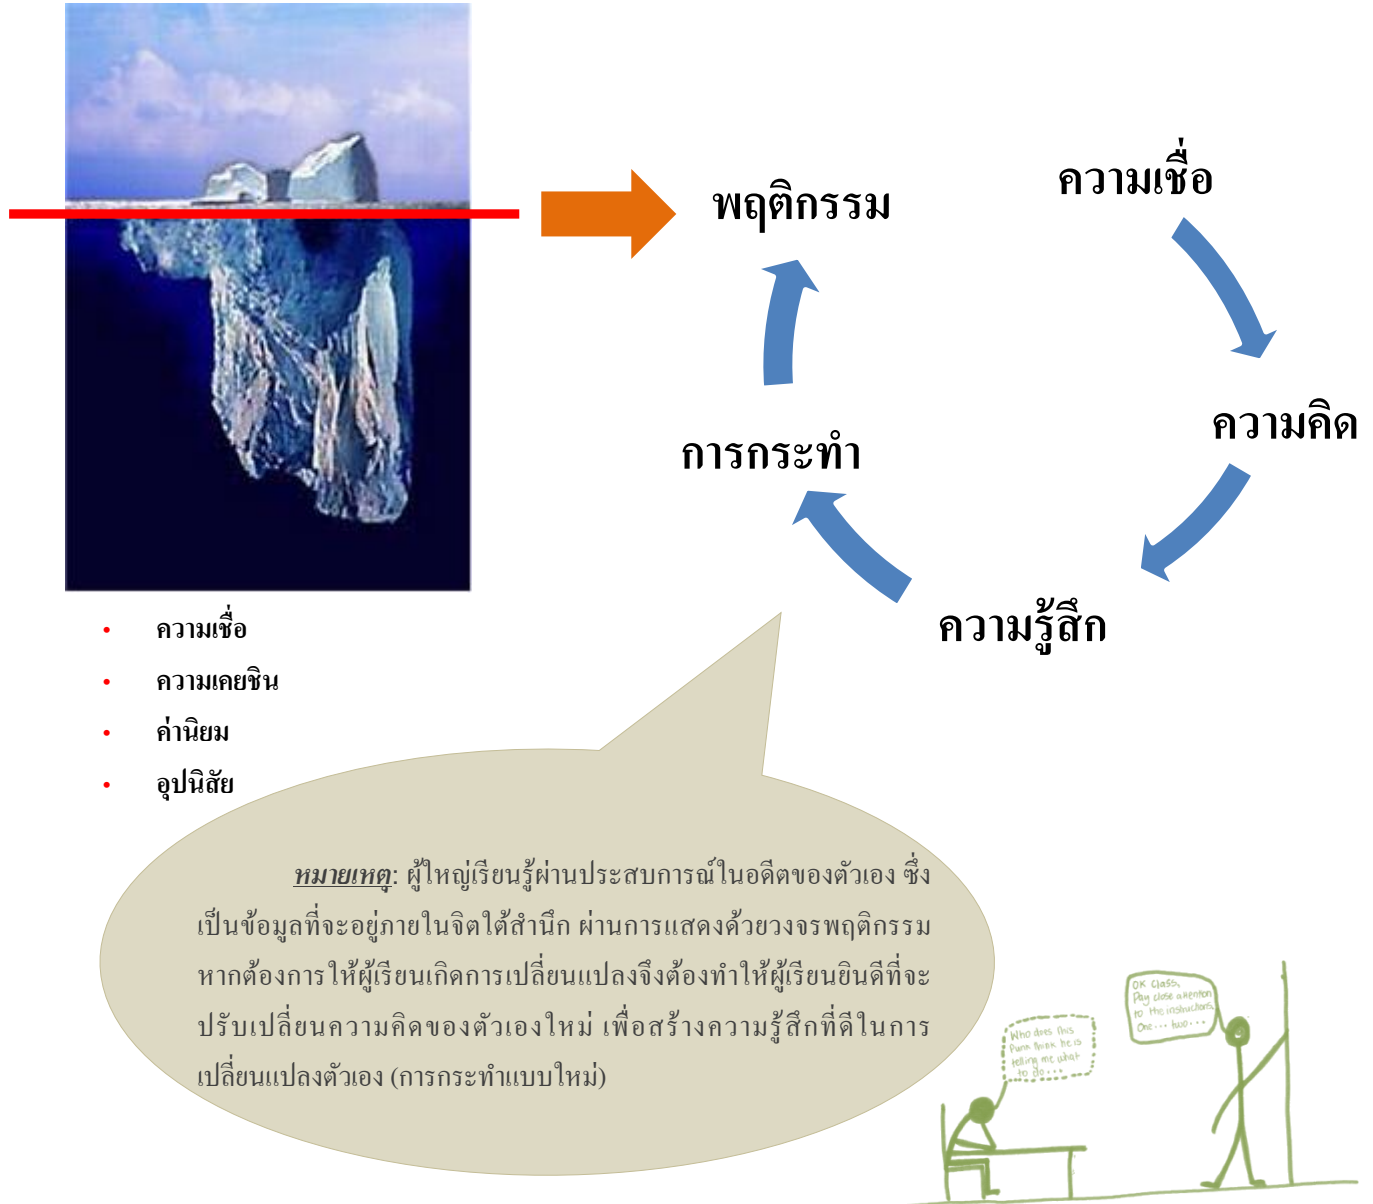 พฤติกรรม
ความเชื่อ
ความคิด
การกระทำ
ความรู้สึก
• ความเชื่อ
• ความเคยชิน
• ค่านิยม
• อุปนิสัย
หมายเหตุ: ผู้ใหญ่เรียนรู้ผ่านประสบการณ์ในอดีตของตัวเอง ซึ่ง
เป็นข้อมูลที่จะอยู่ภายในจิตใต้สำนึก ผ่านการแสดงด้วยวงจรพฤติกรรม
หากต้องการให้ผู้เรียนเกิดการเปลี่ยนแปลงจึงต้องทำให้ผู้เรียนยินดีที่จะ
ปรับเปลี่ยนความคิดของตัวเองใหม่ เพื่อสร้างความรู้สึกที่ดีในการ
เปลี่ยนแปลงตัวเอง (การกระทำแบบใหม่)
OK Class,
Pay close attention
to the instructions,
One... two...
Who does this
Punk think he is
telling me what
to do...